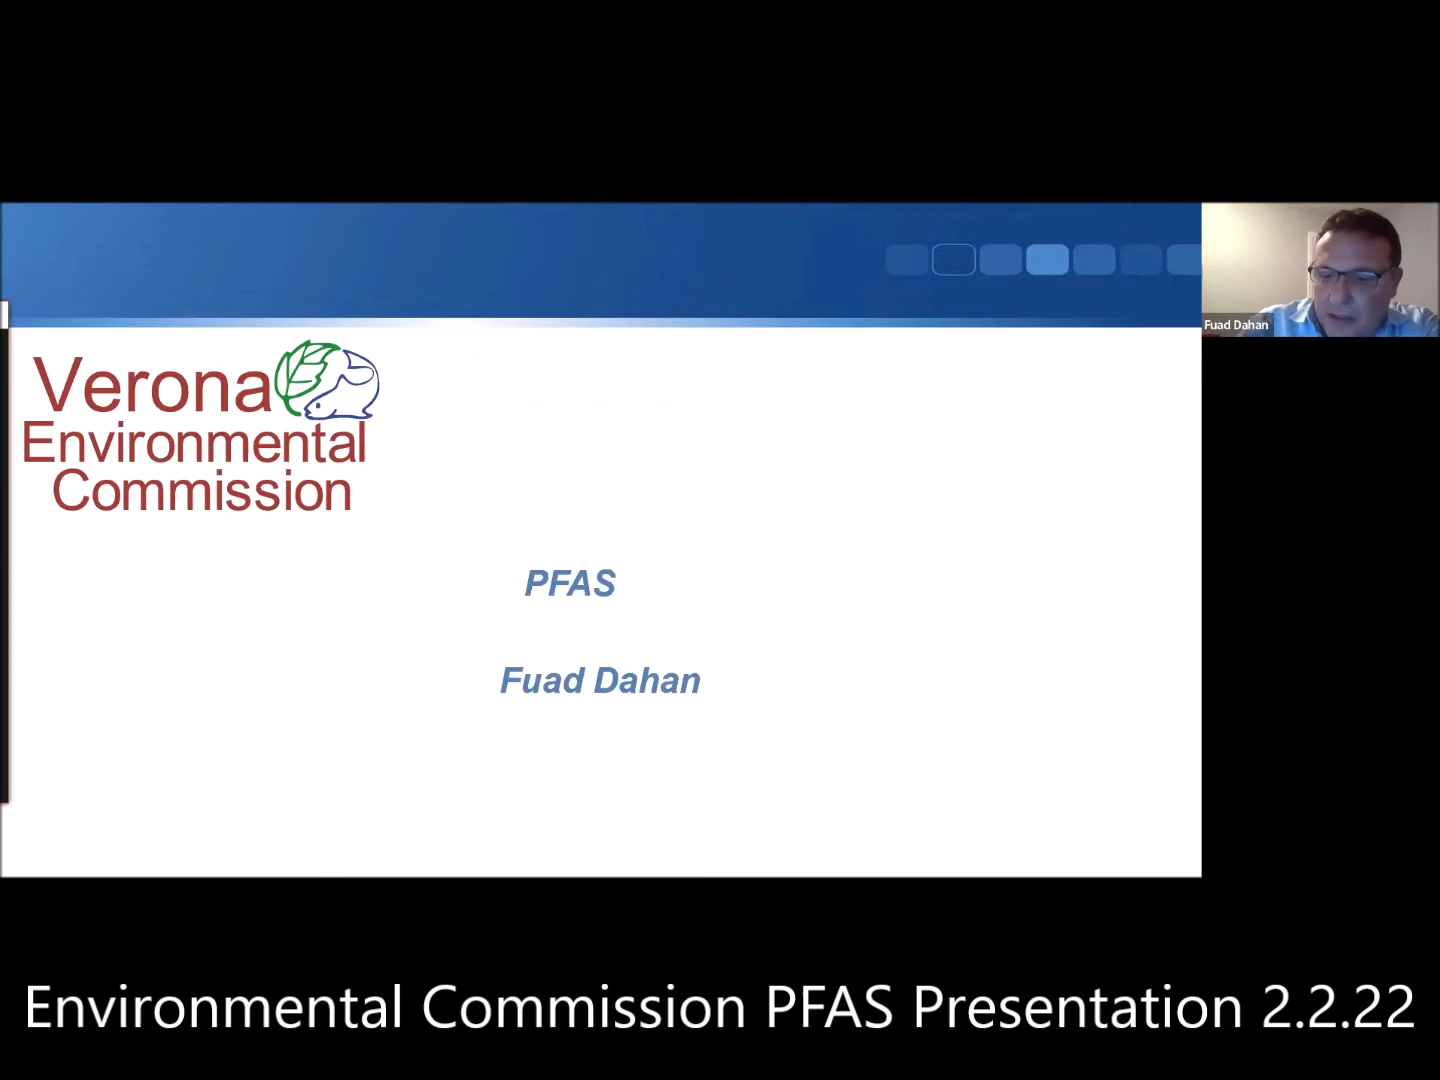 Verona
Environmental
Commission
PFAS
Fuad Dahan
Fuad Dahan
Environmental Commission PFAS Presentation 2.2.22